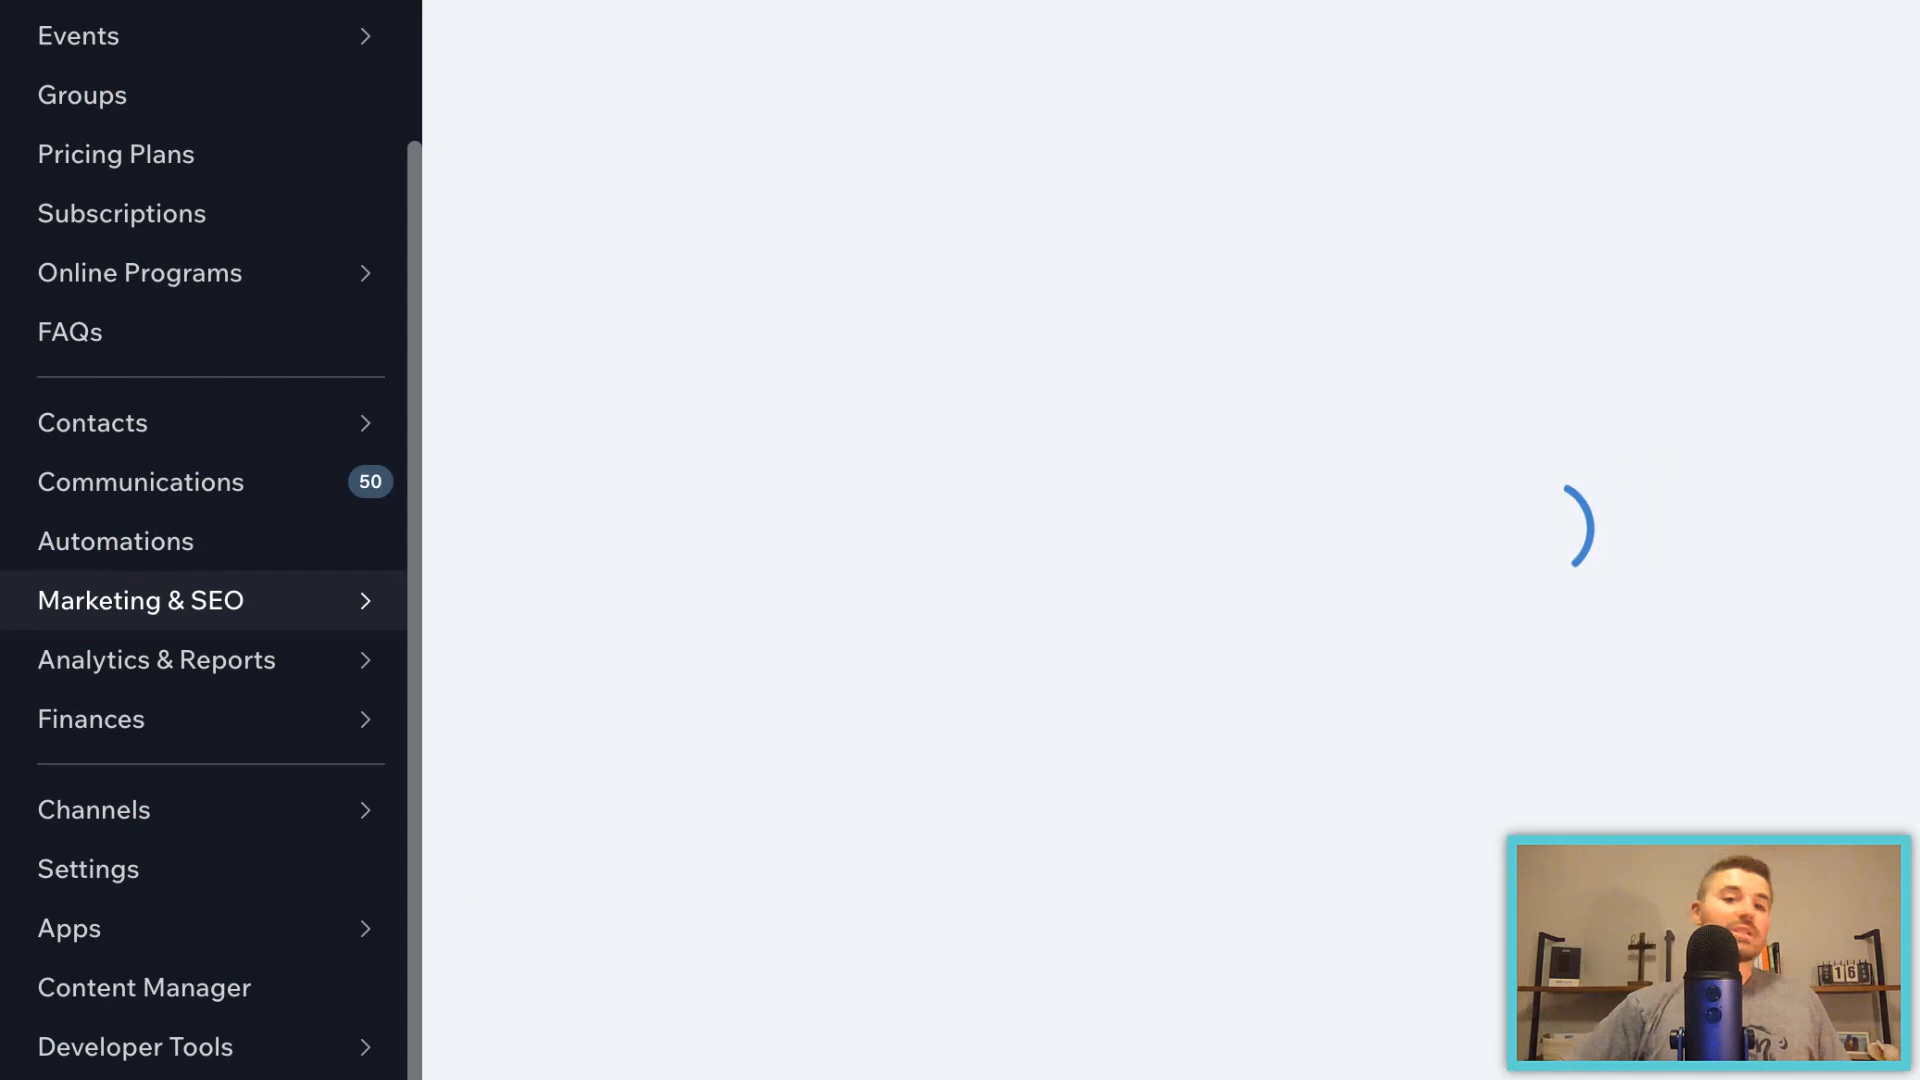 Events
Groups
Pricing Plans
Subscriptions
Online Programs
FAQs
Contacts
Communications 50
Automations
Marketing & SEO
Analytics & Reports
Finances
Channels
Settings
Apps
Content Manager
Developer Tools
16